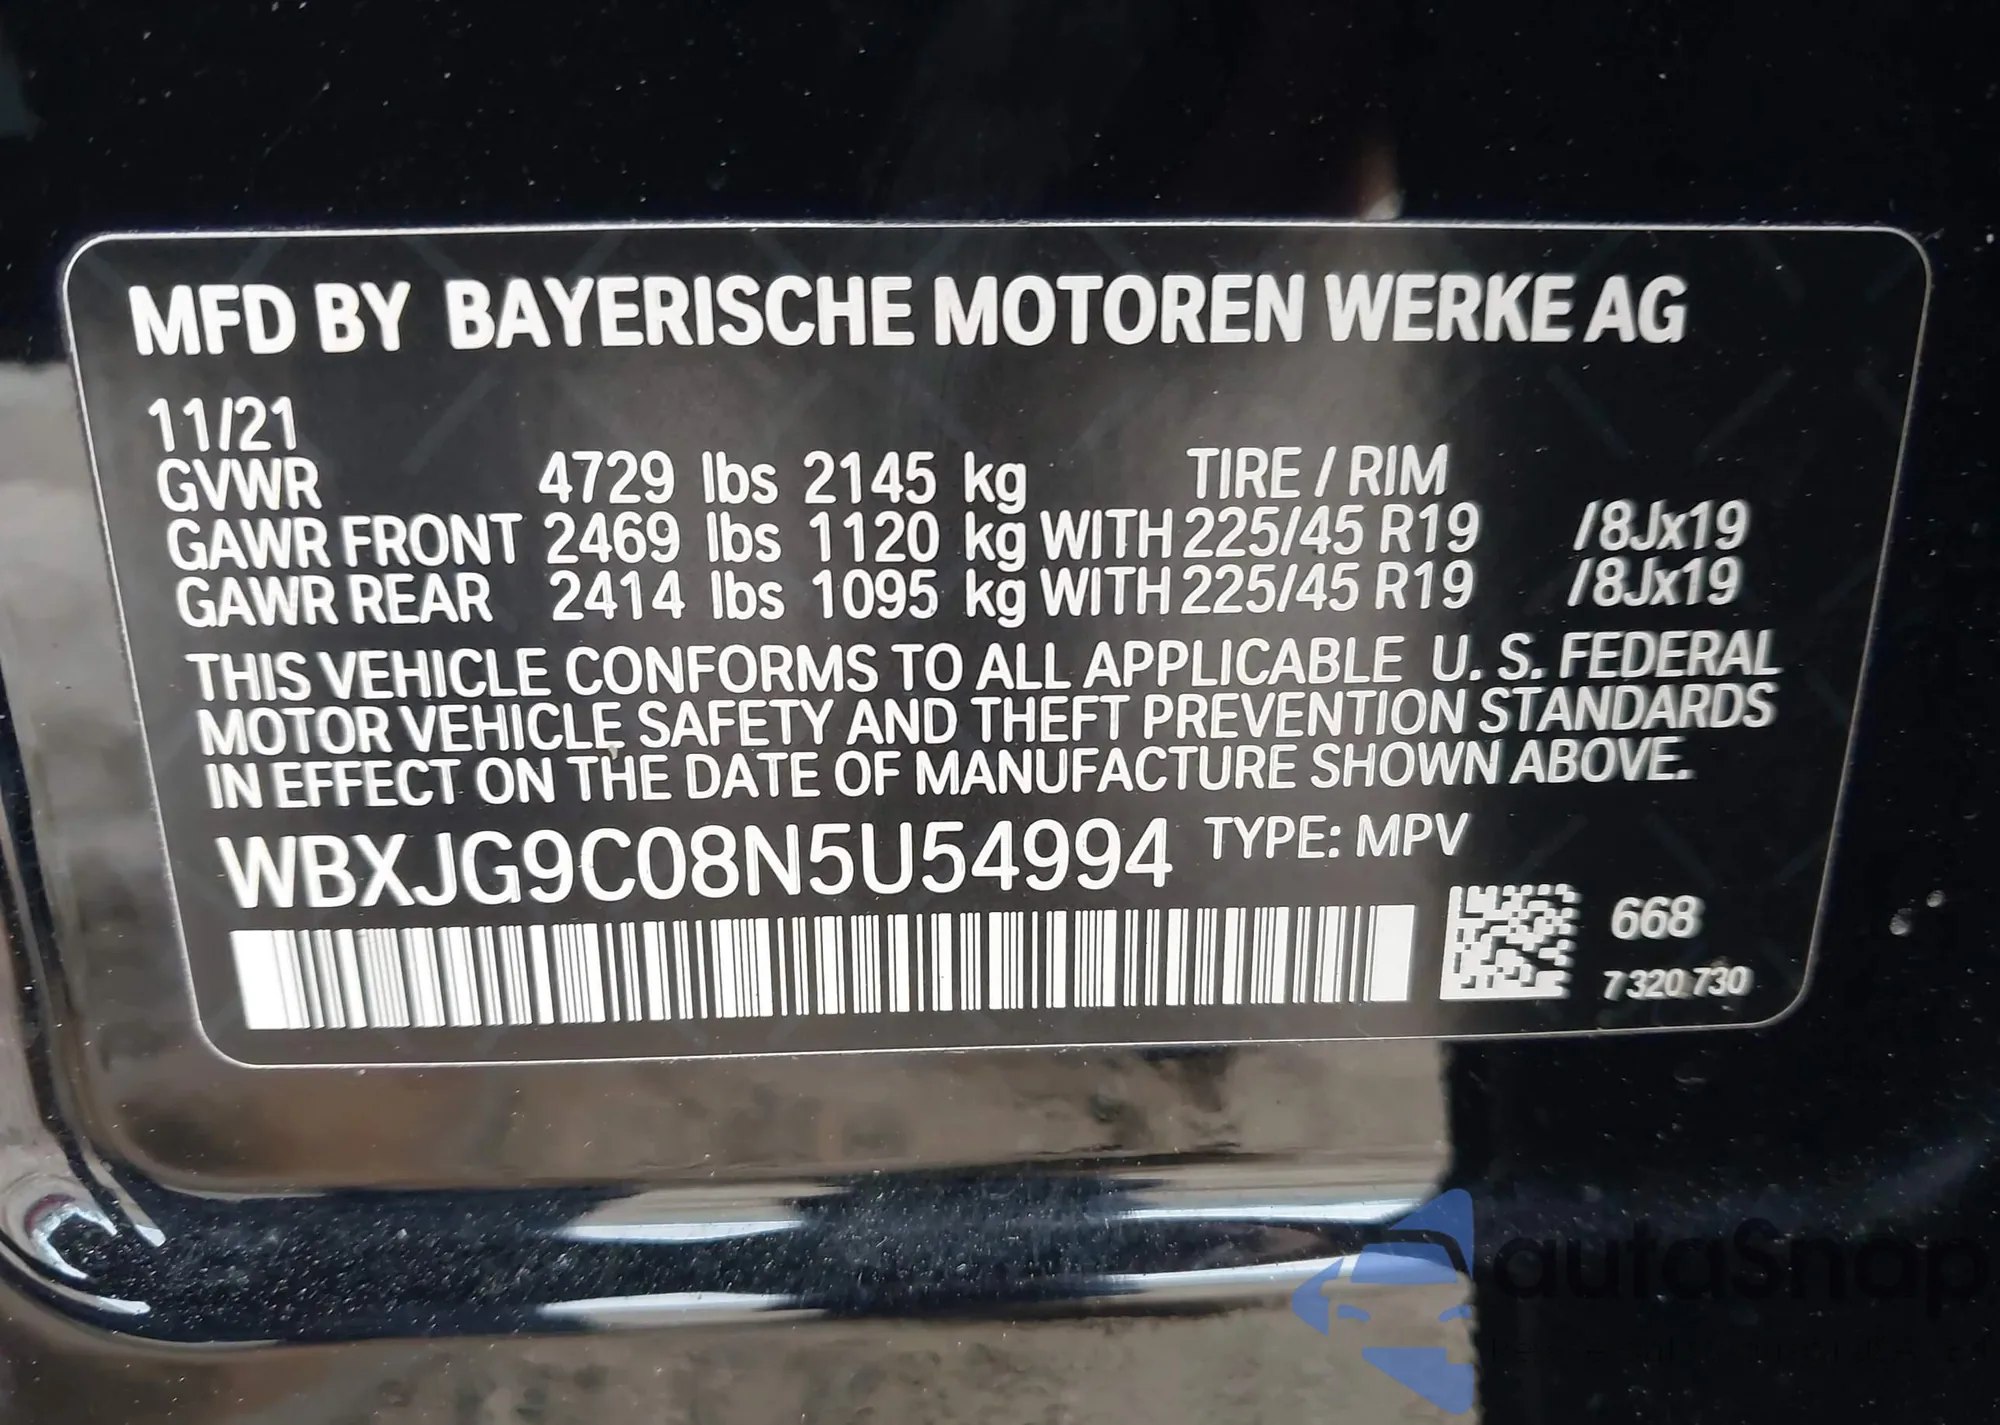 MFD BY BAYERISCHE MOTOREN WERKE AG
11/21
GVWR 4729 lbs 2145 kg TIRE / RIM
GAWR FRONT 2469 lbs 1120 kg WITH 225/45 R19 /8Jx19
GAWR REAR 2414 lbs 1095 kg WITH 225/45 R19 /8Jx19
THIS VEHICLE CONFORMS TO ALL APPLICABLE U. S. FEDERAL
MOTOR VEHICLE SAFETY AND THEFT PREVENTION STANDARDS
IN EFFECT ON THE DATE OF MANUFACTURE SHOWN ABOVE.
WBXJG9C08N5U54994 TYPE: MPV
668
7 320 730
autoSnap